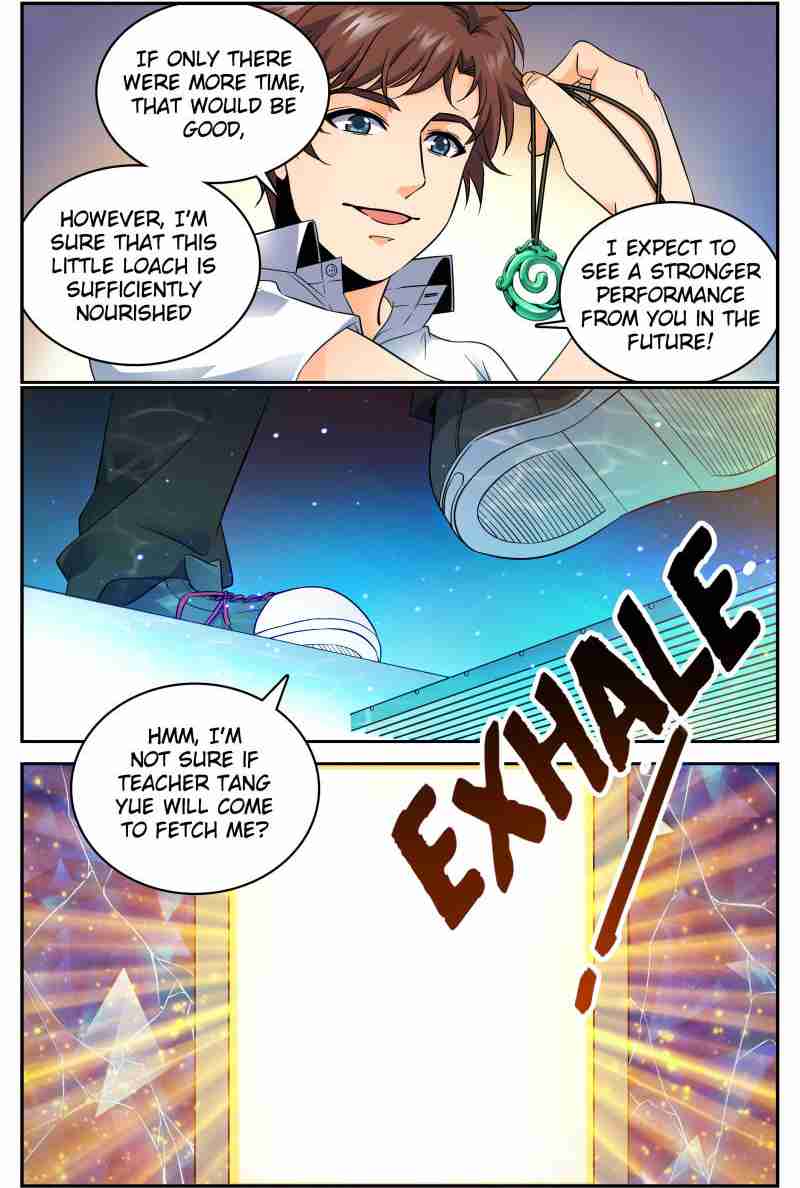 IF ONLY THERE
WERE MORE TIME,
THAT WOULD BE
GOOD,
HOWEVER, I'M
SURE THAT THIS
LITTLE LOACH IS
SUFFICIENTLY
NOURISHED
I EXPECT TO
SEE A STRONGER
PERFORMANCE
FROM YOU IN THE
FUTURE!
EXHALE
HMM, I'M
NOT SURE IF
TEACHER TANG
YUE WILL COME
TO FETCH ME?